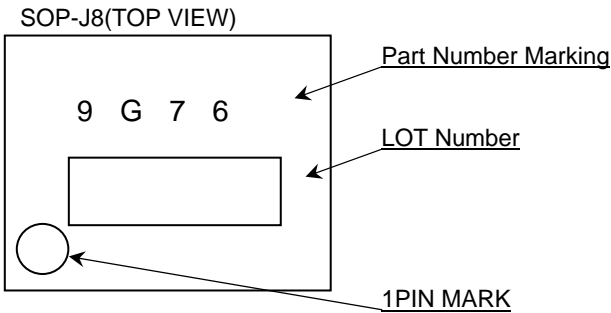 SOP-J8(TOP VIEW)
Part Number Marking
9 G 7 6
LOT Number
1PIN MARK